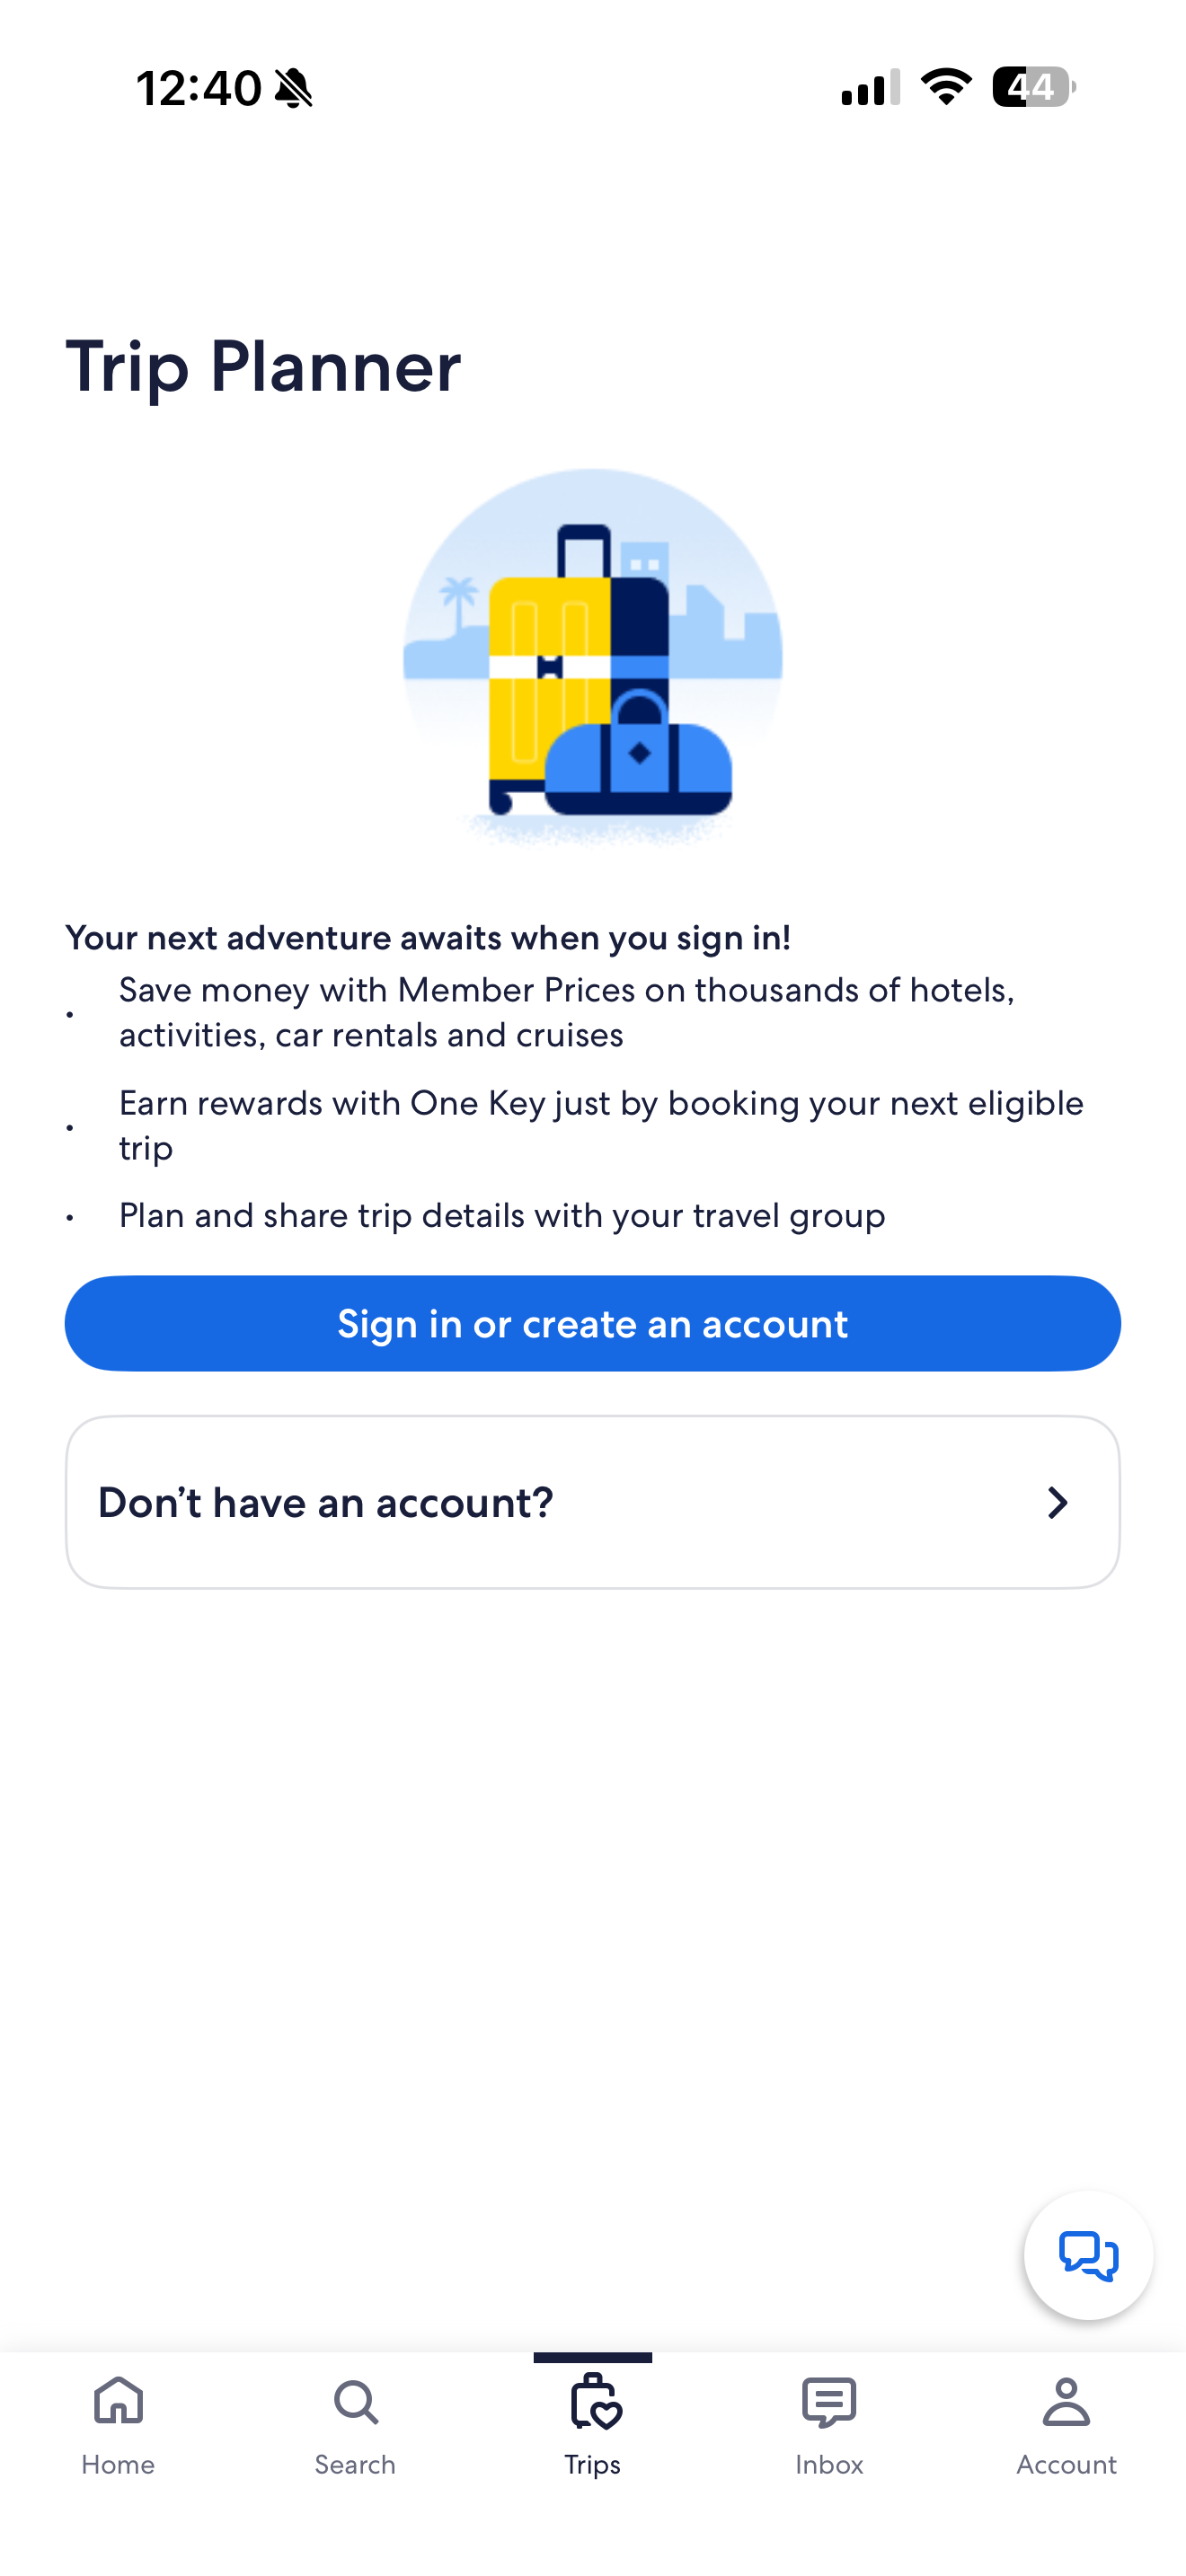 12:40
44
Trip Planner
Your next adventure awaits when you sign in!
• Save money with Member Prices on thousands of hotels,
activities, car rentals and cruises
• Earn rewards with One Key just by booking your next eligible
trip
• Plan and share trip details with your travel group
Sign in or create an account
Don’t have an account?
Home
Search
Trips
Inbox
Account